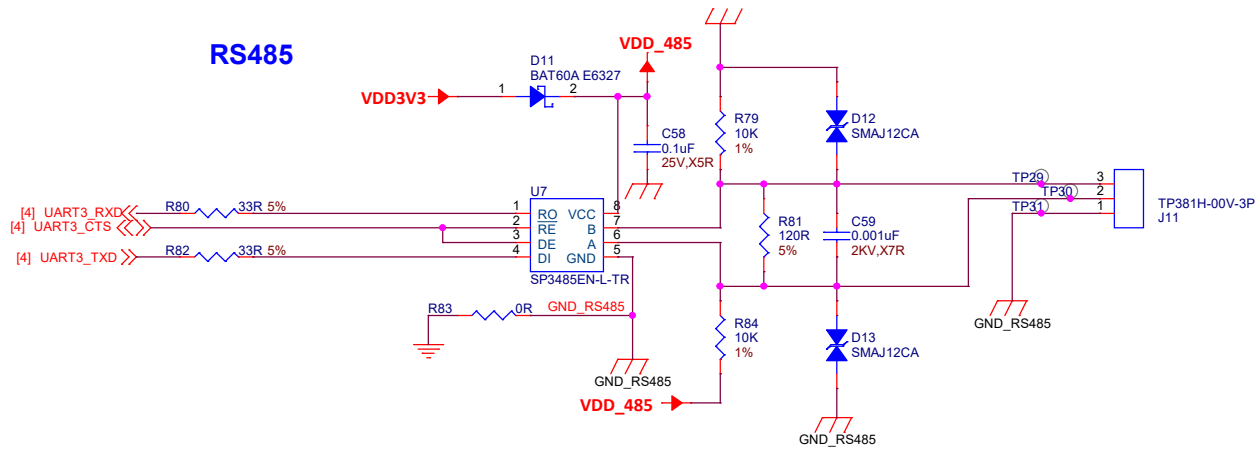 RS485
D11
BAT60A E6327
VDD3V3
1
2
VDD_485
C58
0.1uF
25V,X5R
R79
10K
1%
D12
SMAJ12CA
U7
[4] UART3_RXD
R80
33R 5%
1
RO
VCC
8
[4] UART3_CTS
2
RE
B
7
3
DE
A
6
[4] UART3_TXD
R82
33R 5%
4
DI
GND
5
SP3485EN-L-TR
R81
120R
5%
C59
0.001uF
2KV,X7R
TP29
3
TP30
2
TP31
1
TP381H-00V-3P
J11
GND_RS485
R83
0R
GND_RS485
GND_RS485
R84
10K
1%
D13
SMAJ12CA
VDD_485
GND_RS485